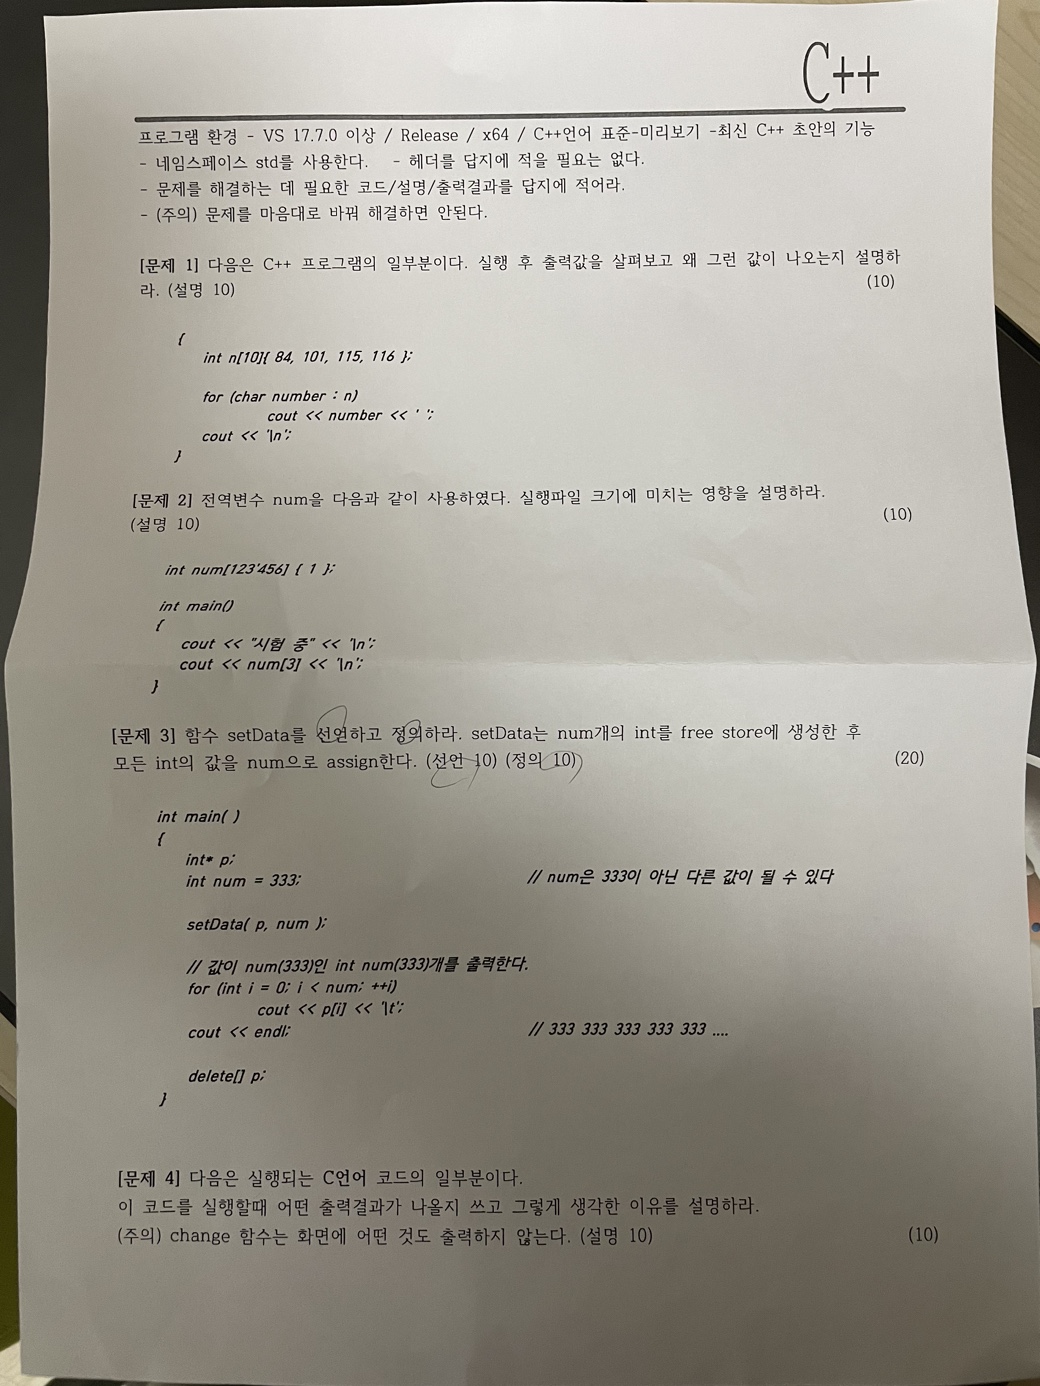 C++
프로그램 환경 - VS 17.7.0 이상 / Release / x64 / C++언어 표준-미리보기 -최신 C++ 초안의 기능
- 네임스페이스 std를 사용한다. - 헤더를 답지에 적을 필요는 없다.
- 문제를 해결하는 데 필요한 코드/설명/출력결과를 답지에 적어라.
- (주의) 문제를 마음대로 바꿔 해결하면 안된다.
[문제 1] 다음은 C++ 프로그램의 일부분이다. 실행 후 출력값을 살펴보고 왜 그런 값이 나오는지 설명하
라. (설명 10) (10)
{
int n[10]{ 84, 101, 115, 116 };
for (char number : n)
cout << number << ' ';
cout << '\n';
}
[문제 2] 전역변수 num을 다음과 같이 사용하였다. 실행파일 크기에 미치는 영향을 설명하라.
(설명 10) (10)
int num[123'456] { 1 };
int main()
{
cout << "시험 중" << '\n';
cout << num[3] << '\n';
}
[문제 3] 함수 setData를 선언하고 정의하라. setData는 num개의 int를 free store에 생성한 후
모든 int의 값을 num으로 assign한다. (선언 10) (정의 10) (20)
int main( )
{
int* p;
int num = 333; // num은 333이 아닌 다른 값이 될 수 있다
setData( p, num );
// 값이 num(333)인 int num(333)개를 출력한다.
for (int i = 0; i < num; ++i)
cout << p[i] << '\t';
cout << endl; // 333 333 333 333 333 ....
delete[] p;
}
[문제 4] 다음은 실행되는 C언어 코드의 일부분이다.
이 코드를 실행할때 어떤 출력결과가 나올지 쓰고 그렇게 생각한 이유를 설명하라.
(주의) change 함수는 화면에 어떤 것도 출력하지 않는다. (설명 10) (10)